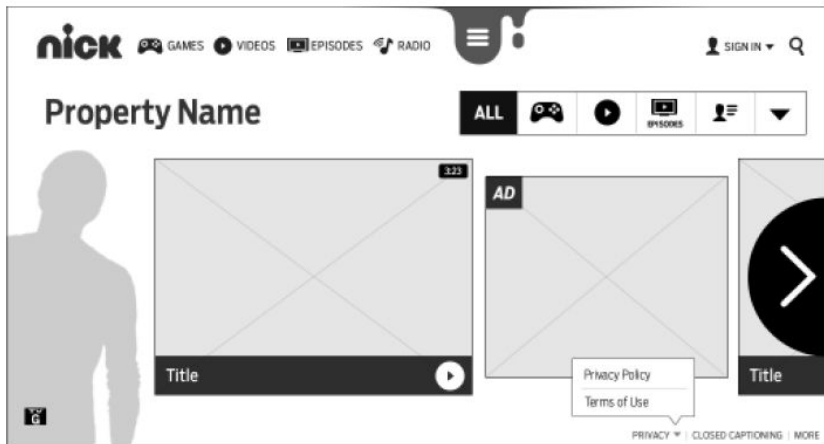 nick GAMES VIDEOS EPISODES RADIO SIGN IN
Property Name
ALL EPISODES
3:23
AD
Title
Title
Privacy Policy
Terms of Use
TV G
PRIVACY | CLOSED CAPTIONING | MORE